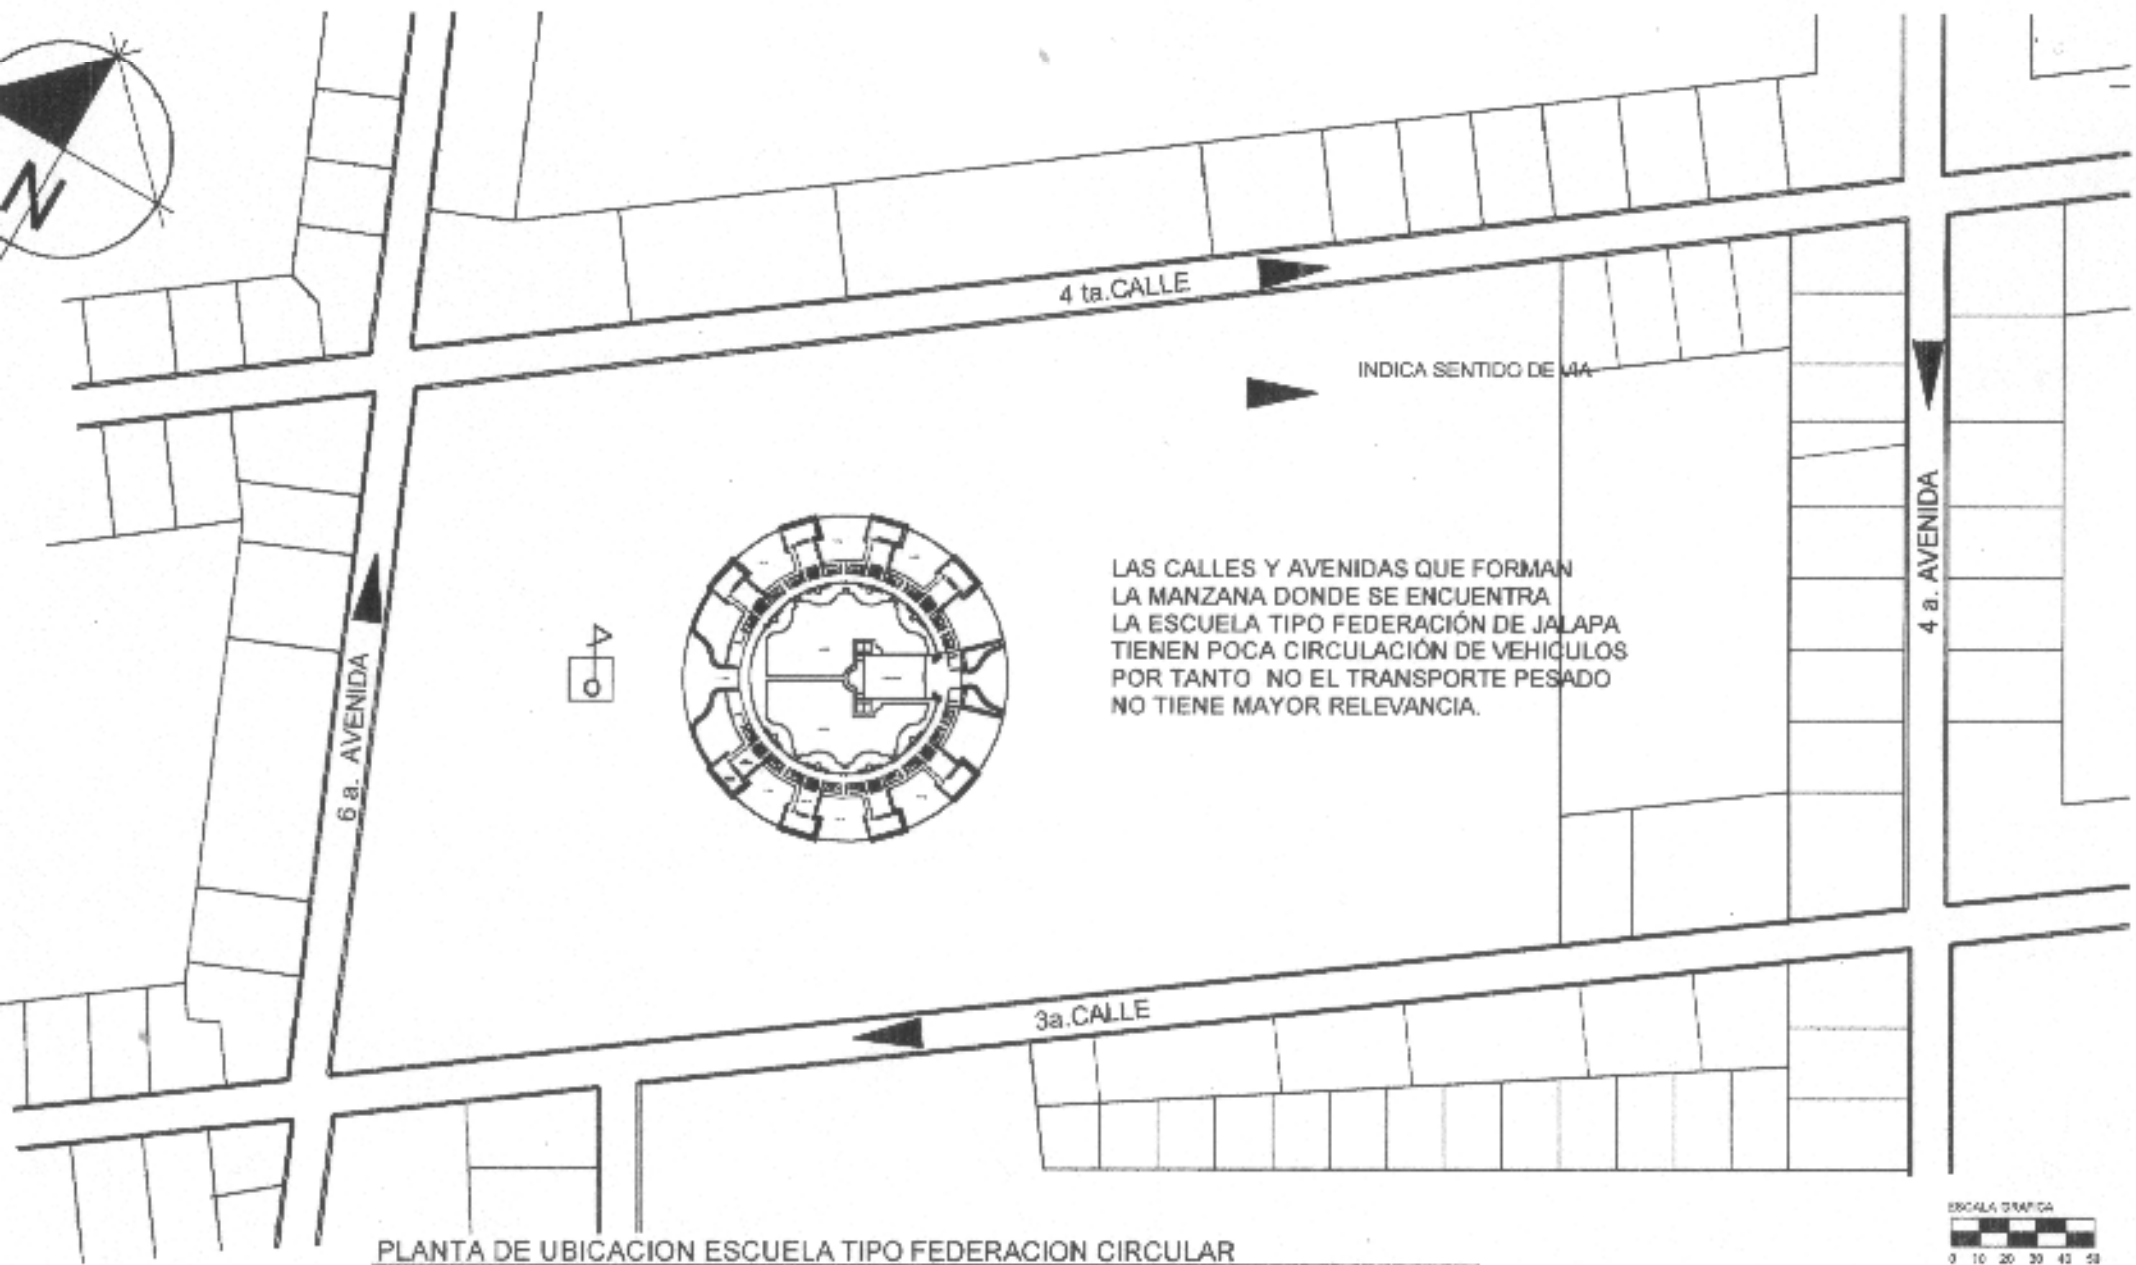 N
4 ta.CALLE
INDICA SENTIDO DE VIA
4 a. AVENIDA
6 a. AVENIDA
LAS CALLES Y AVENIDAS QUE FORMAN
LA MANZANA DONDE SE ENCUENTRA
LA ESCUELA TIPO FEDERACIÓN DE JALAPA
TIENEN POCA CIRCULACIÓN DE VEHICULOS
POR TANTO NO EL TRANSPORTE PESADO
NO TIENE MAYOR RELEVANCIA.
3a.CALLE
ESCALA GRAFICA
0 10 20 30 40 50
PLANTA DE UBICACION ESCUELA TIPO FEDERACION CIRCULAR